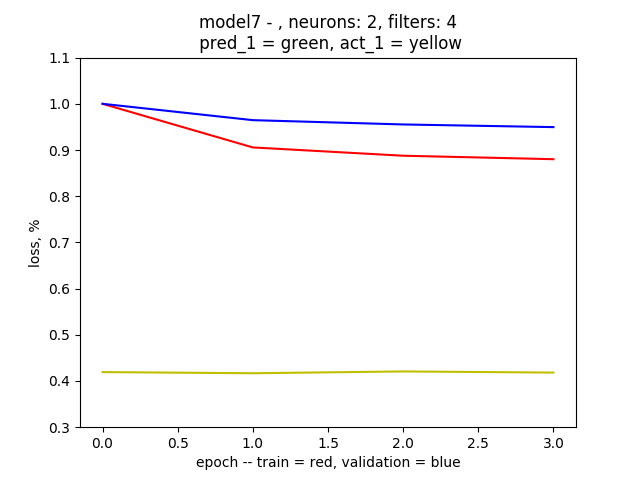 model7 - , neurons: 2, filters: 4
pred_1 = green, act_1 = yellow
1.1
1.0
0.9
0.8
0.7
0.6
0.5
0.4
0.3
loss, %
0.0 0.5 1.0 1.5 2.0 2.5 3.0
epoch -- train = red, validation = blue